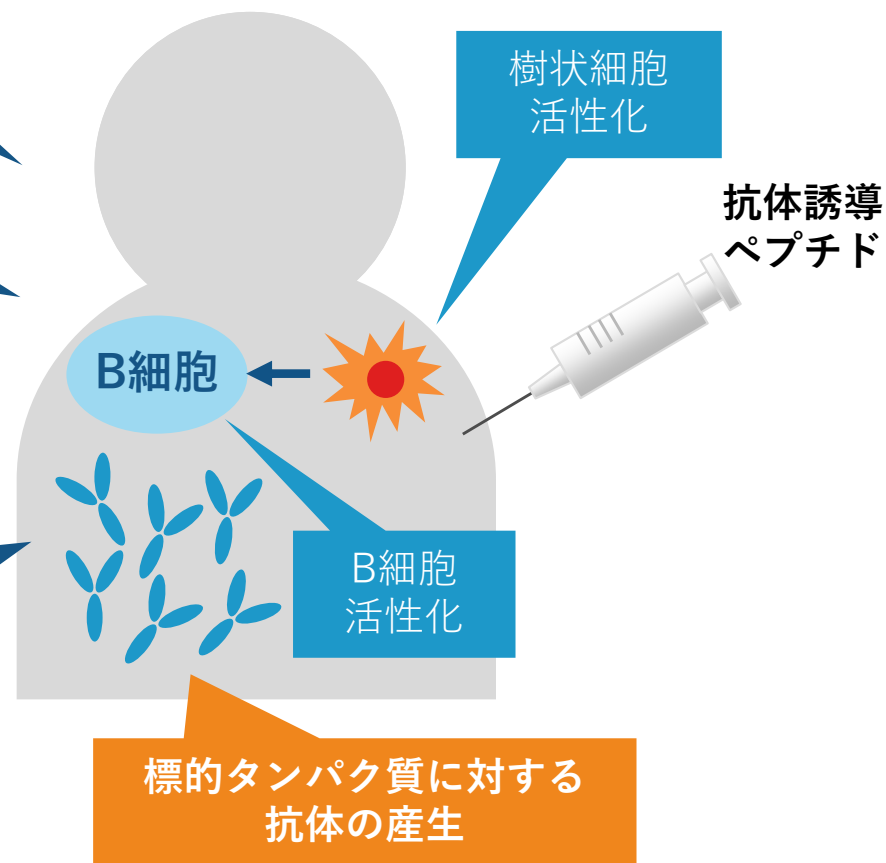 樹状細胞
活性化
抗体誘導
ペプチド
B細胞
B細胞
活性化
標的タンパク質に対する
抗体の産生